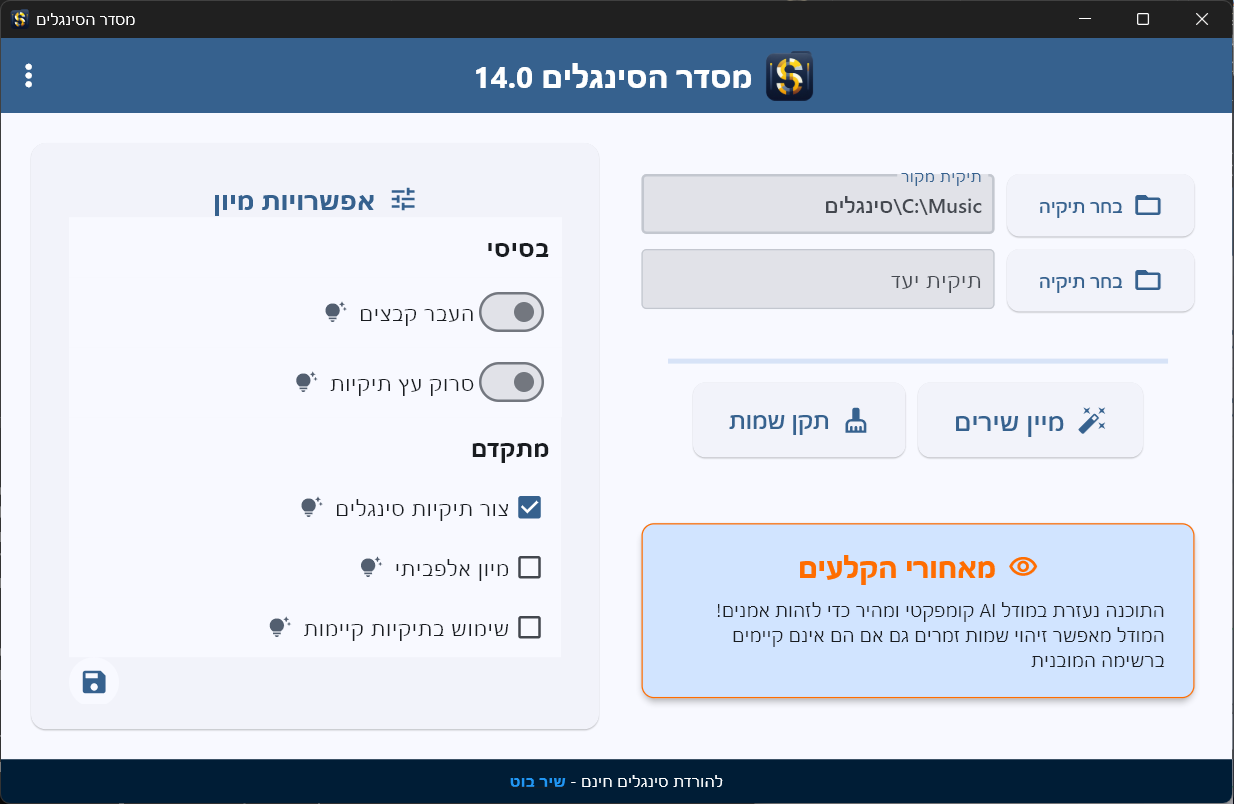 מסדר הסינגלים
מסדר הסינגלים 14.0
תיקית מקור
C:\Music\סינגלים
בחר תיקיה
תיקית יעד
בחר תיקיה
מיין שירים
תקן שמות
מאחורי הקלעים
התוכנה נעזרת במודל AI קומפקטי ומהיר כדי לזהות אמנים!
המודל מאפשר זיהוי שמות זמרים גם אם הם אינם קיימים
ברשימה המובנית
אפשרויות מיון
בסיסי
העבר קבצים
סרוק עץ תיקיות
מתקדם
צור תיקיות סינגלים
מיון אלפביתי
שימוש בתיקיות קיימות
להורדת סינגלים חינם - שיר בוט